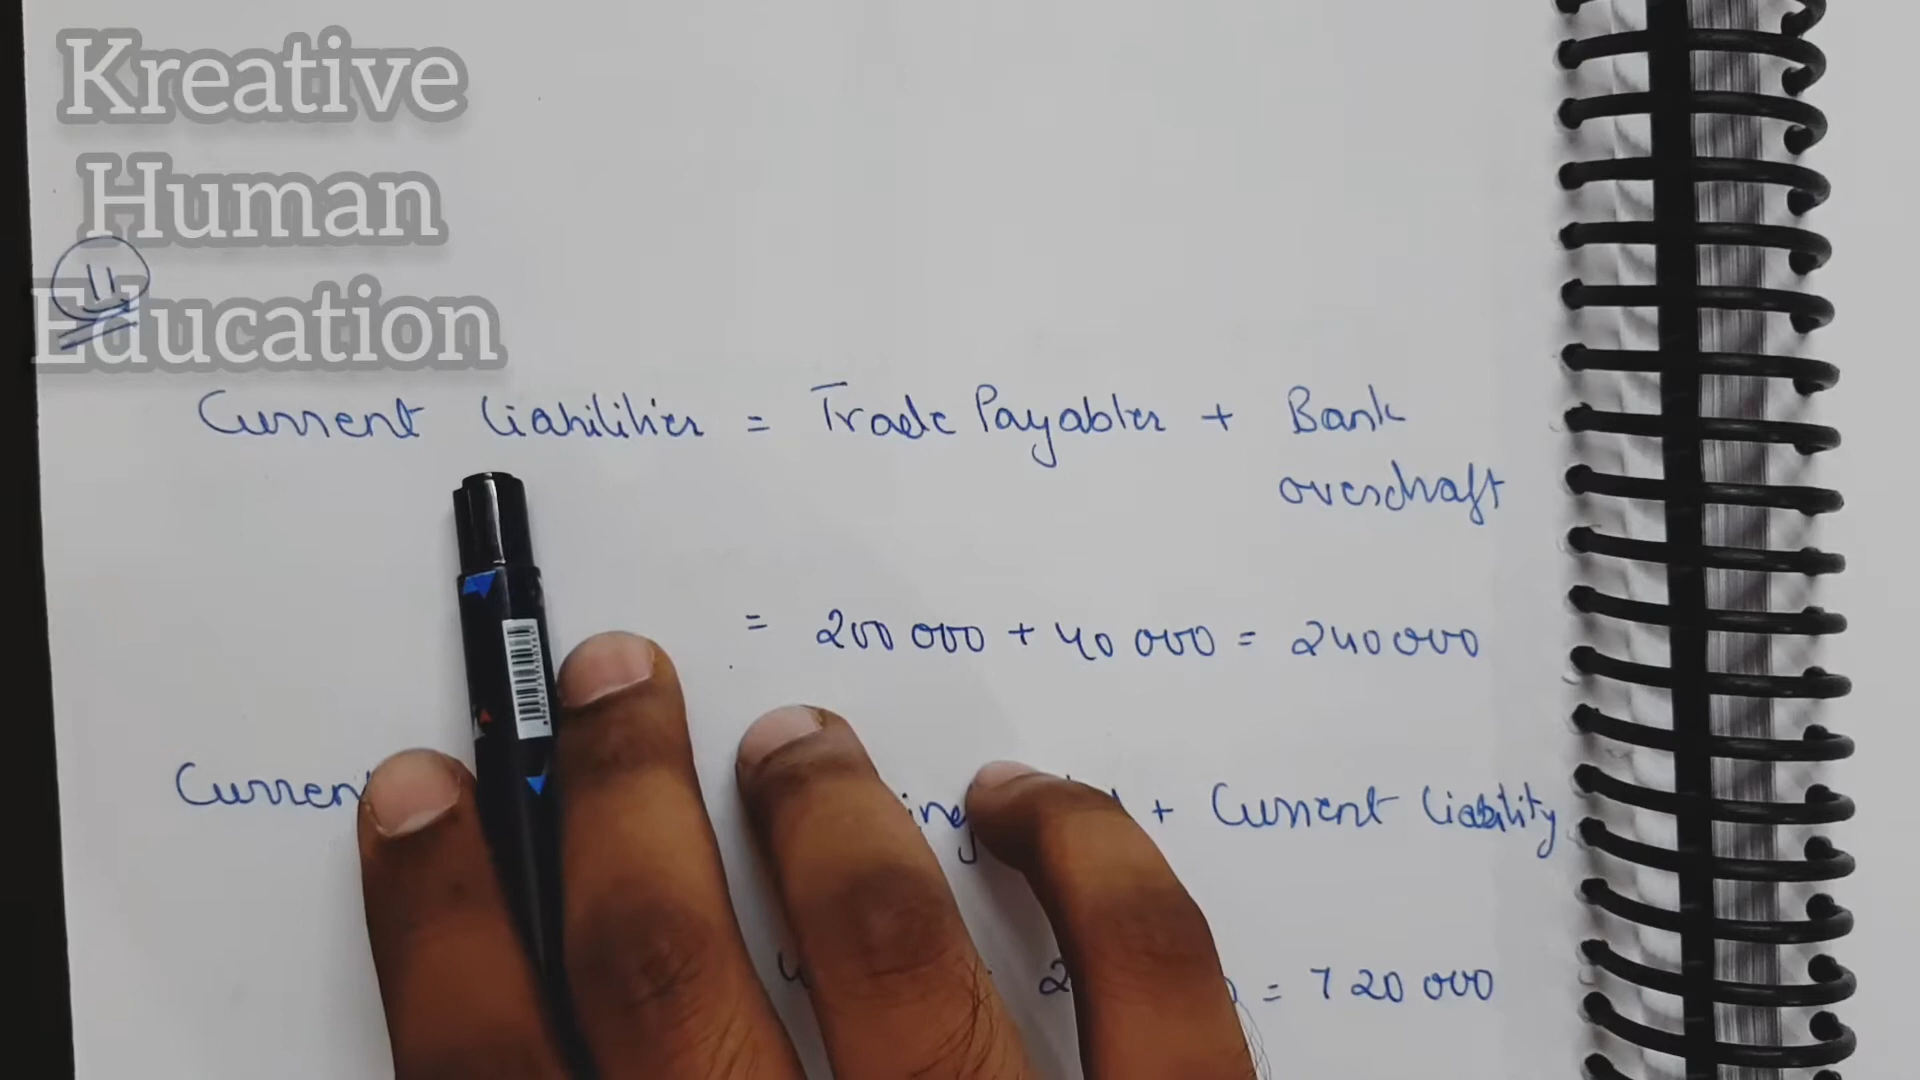 Kreative
Human
Education
11
Current liabilities = Trade Payables + Bank
overdraft
= 200 000 + 40 000 = 240 000
+ Current liability
= 720 000